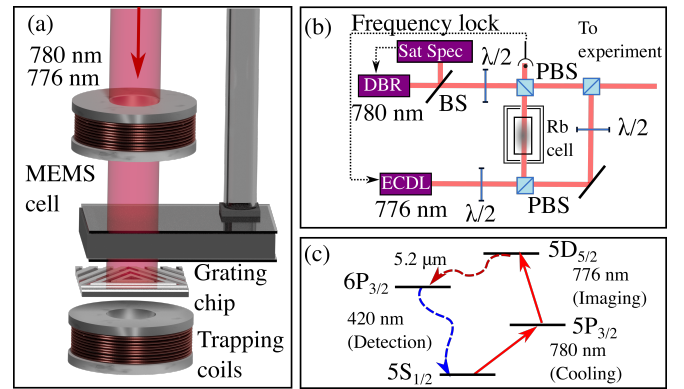 (a)
780 nm
776 nm
MEMS
cell
Grating
chip
Trapping
coils
(b)
Frequency lock
Sat Spec
DBR
780 nm
BS
λ/2
PBS
To
experiment
Rb
cell
λ/2
ECDL
776 nm
λ/2
PBS
(c)
5.2 μm
5D5/2
776 nm
(Imaging)
6P3/2
420 nm
(Detection)
5P3/2
780 nm
(Cooling)
5S1/2